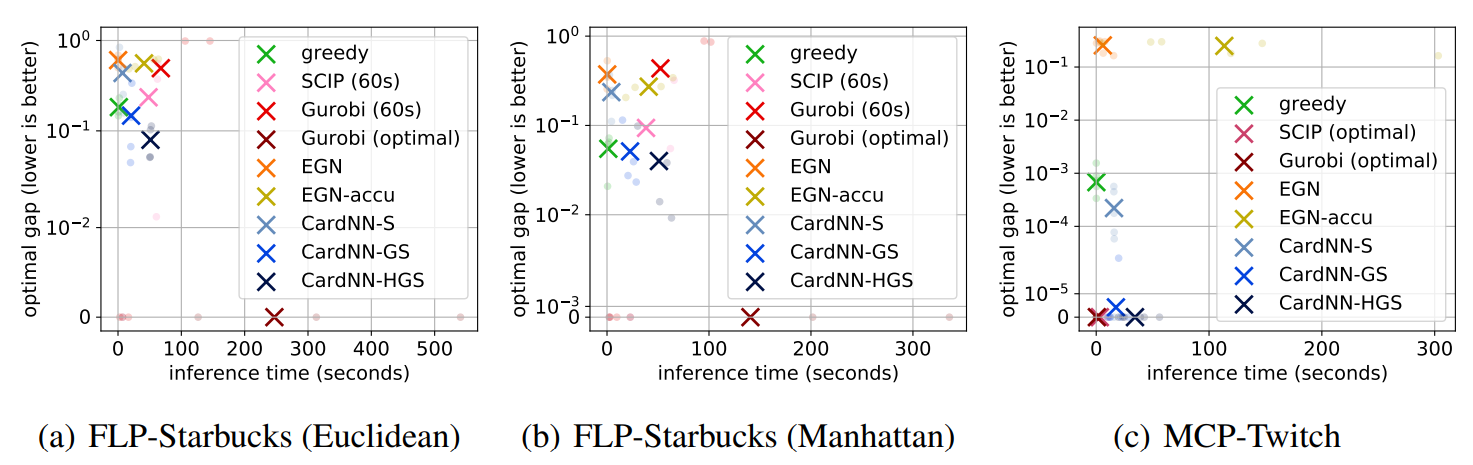 optimal gap (lower is better)
10⁰
10⁻¹
10⁻²
0
0 100 200 300 400 500
inference time (seconds)
greedy
SCIP (60s)
Gurobi (60s)
Gurobi (optimal)
EGN
EGN-accu
CardNN-S
CardNN-GS
CardNN-HGS
(a) FLP-Starbucks (Euclidean)
optimal gap (lower is better)
10⁰
10⁻¹
10⁻²
10⁻³
0
0 100 200 300
inference time (seconds)
greedy
SCIP (60s)
Gurobi (60s)
Gurobi (optimal)
EGN
EGN-accu
CardNN-S
CardNN-GS
CardNN-HGS
(b) FLP-Starbucks (Manhattan)
optimal gap (lower is better)
10⁻¹
10⁻²
10⁻³
10⁻⁴
10⁻⁵
0
0 100 200 300
inference time (seconds)
greedy
SCIP (optimal)
Gurobi (optimal)
EGN
EGN-accu
CardNN-S
CardNN-GS
CardNN-HGS
(c) MCP-Twitch